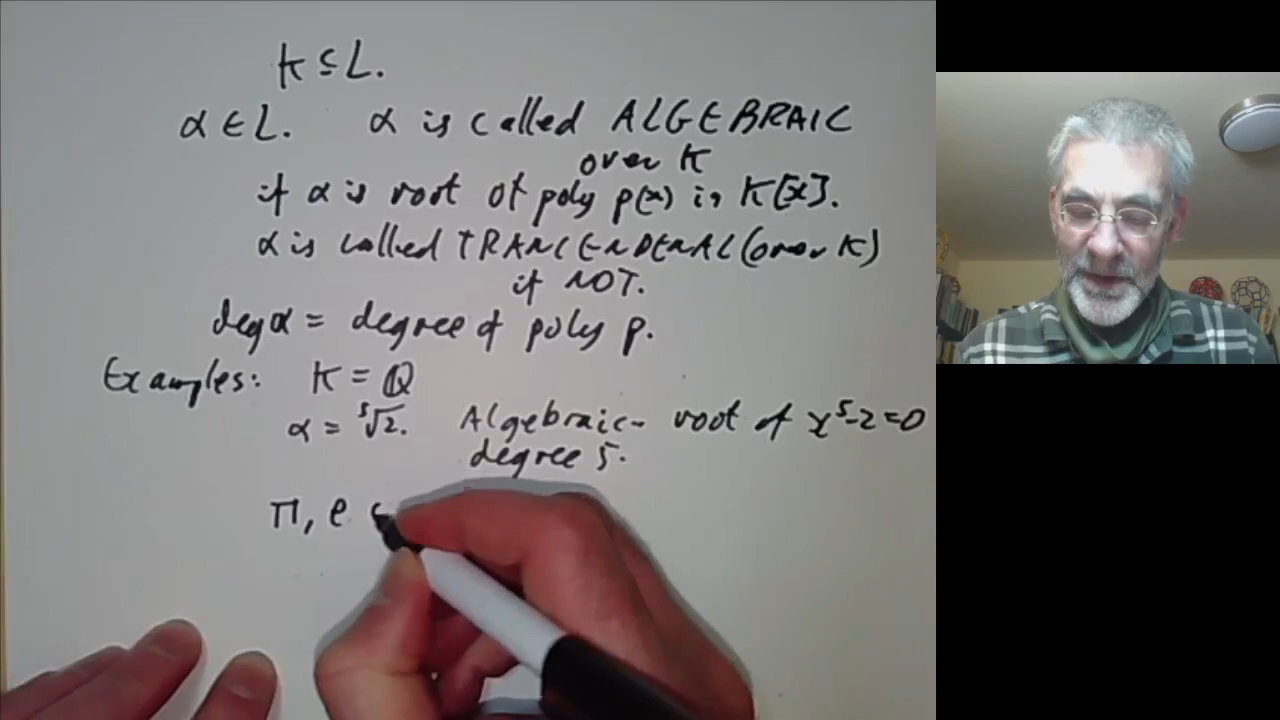 K ⊆ L.
α ∈ L. α is called ALGEBRAIC
over K
if α is root of poly p(x) in K[x].
α is called TRANCENDENAL (over K)
if NOT.
deg α = degree of poly p.
Examples: K = ℚ
α = ⁵√2. Algebraic - root of x⁵-2=0
degree 5.
π, e